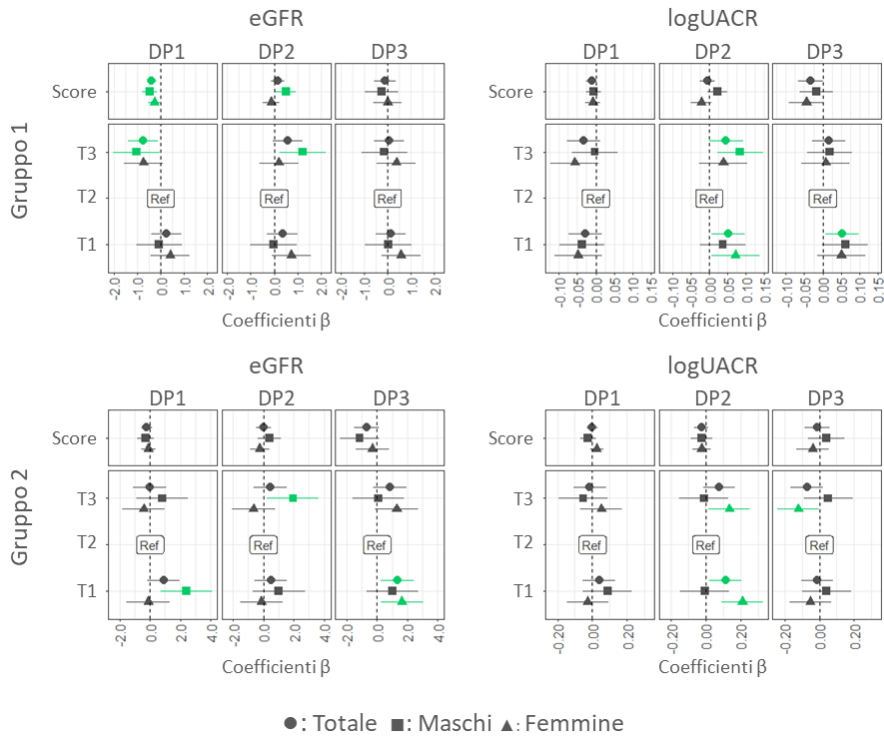 eGFR logUACR
DP1 DP2 DP3 DP1 DP2 DP3
Gruppo 1
Score
T3
T2 Ref Ref Ref Ref Ref Ref
T1
-2.0 -1.0 0.0 1.0 2.0 -2.0 -1.0 0.0 1.0 2.0 -2.0 -1.0 0.0 1.0 2.0 -0.10 -0.05 0.00 0.05 0.10 0.15 -0.10 -0.05 0.00 0.05 0.10 0.15 -0.10 -0.05 0.00 0.05 0.10 0.15
Coefficienti β Coefficienti β
eGFR logUACR
DP1 DP2 DP3 DP1 DP2 DP3
Gruppo 2
Score
T3
T2 Ref Ref Ref Ref Ref Ref
T1
-2.0 0.0 2.0 4.0 -2.0 0.0 2.0 4.0 -2.0 0.0 2.0 4.0 -0.20 0.00 0.20 -0.20 0.00 0.20 -0.20 0.00 0.20
Coefficienti β Coefficienti β
●: Totale ■: Maschi ▲: Femmine